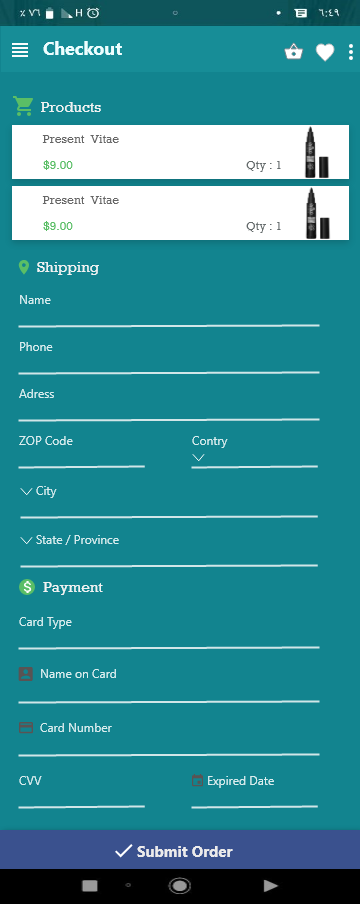 ٪ ٧٦ H ٦:٤٩
Checkout
Products
Present Vitae
$9.00 Qty : 1
Present Vitae
$9.00 Qty : 1
Shipping
Name
Phone
Adress
ZOP Code Contry
City
State / Province
Payment
Card Type
Name on Card
Card Number
CVV Expired Date
Submit Order